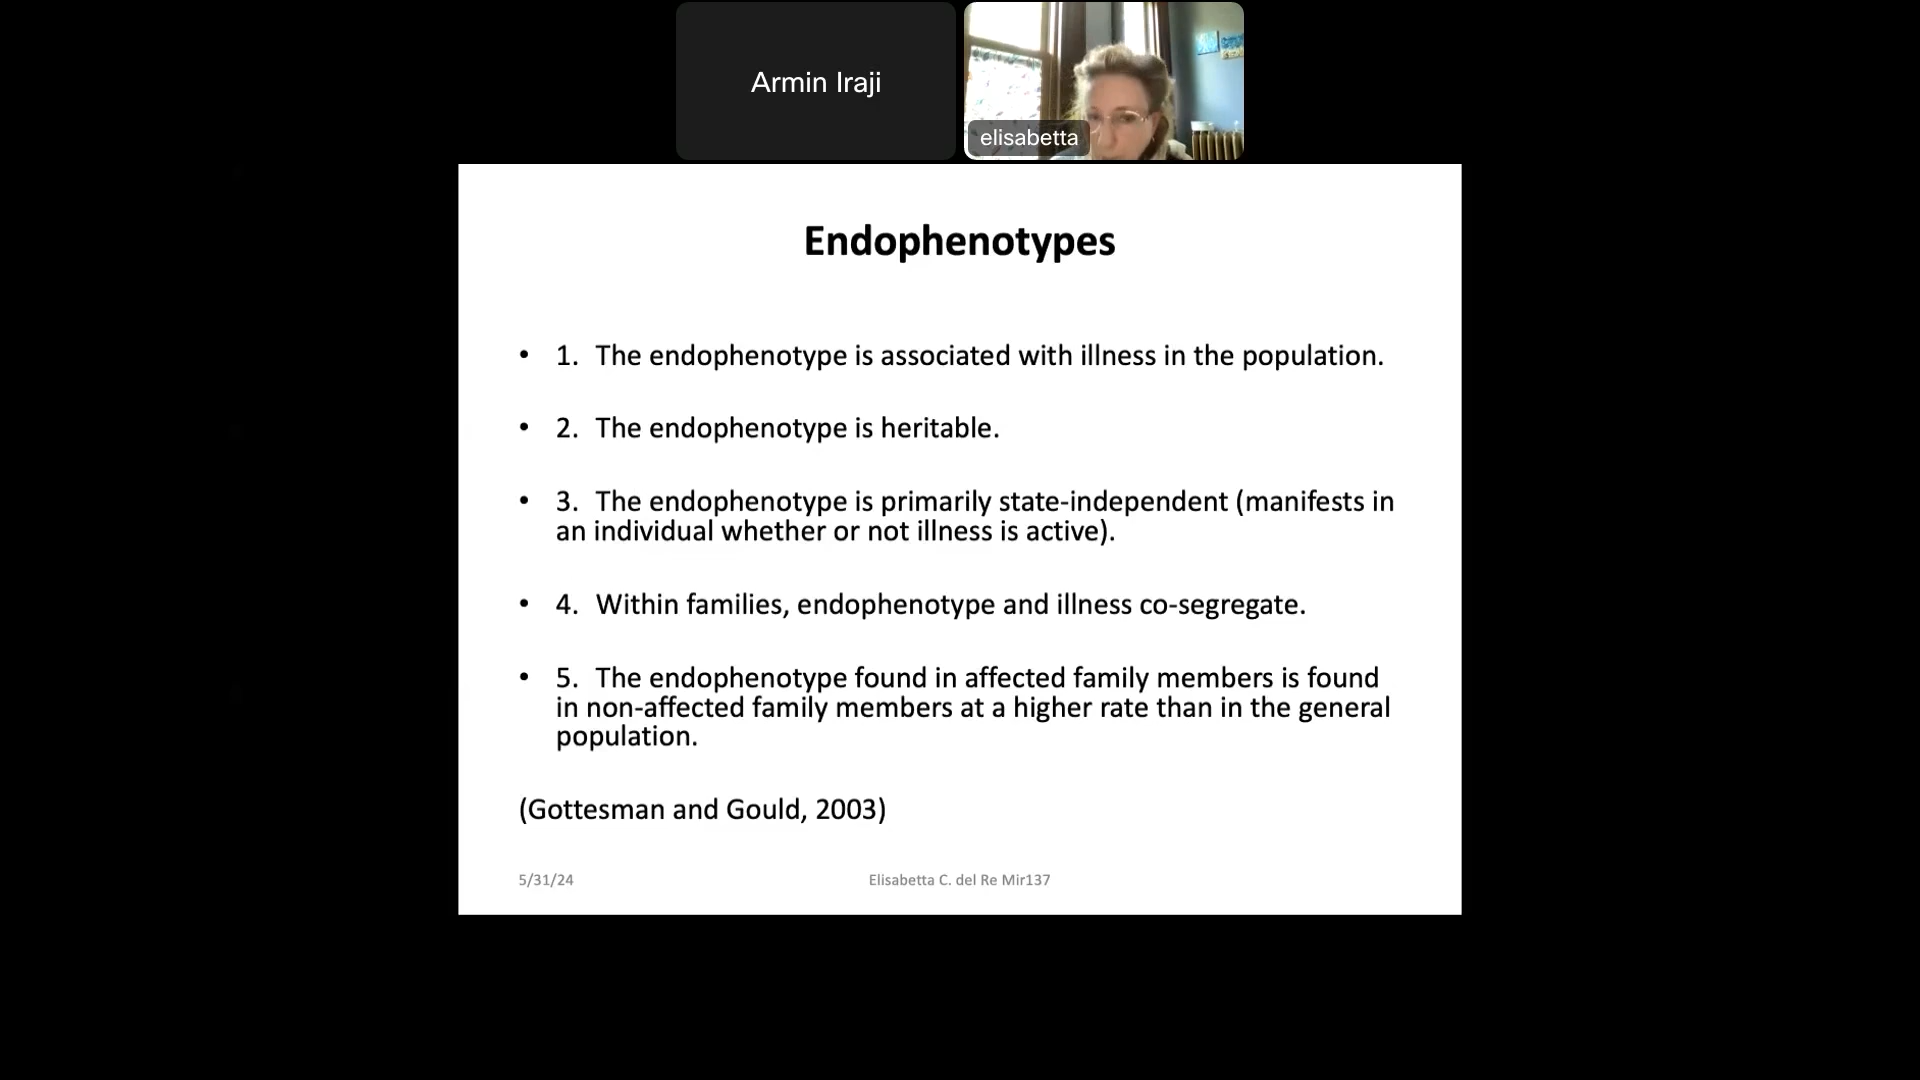 Armin Iraji
elisabetta
Endophenotypes
• 1. The endophenotype is associated with illness in the population.
• 2. The endophenotype is heritable.
• 3. The endophenotype is primarily state-independent (manifests in
an individual whether or not illness is active).
• 4. Within families, endophenotype and illness co-segregate.
• 5. The endophenotype found in affected family members is found
in non-affected family members at a higher rate than in the general
population.
(Gottesman and Gould, 2003)
5/31/24
Elisabetta C. del Re Mir137